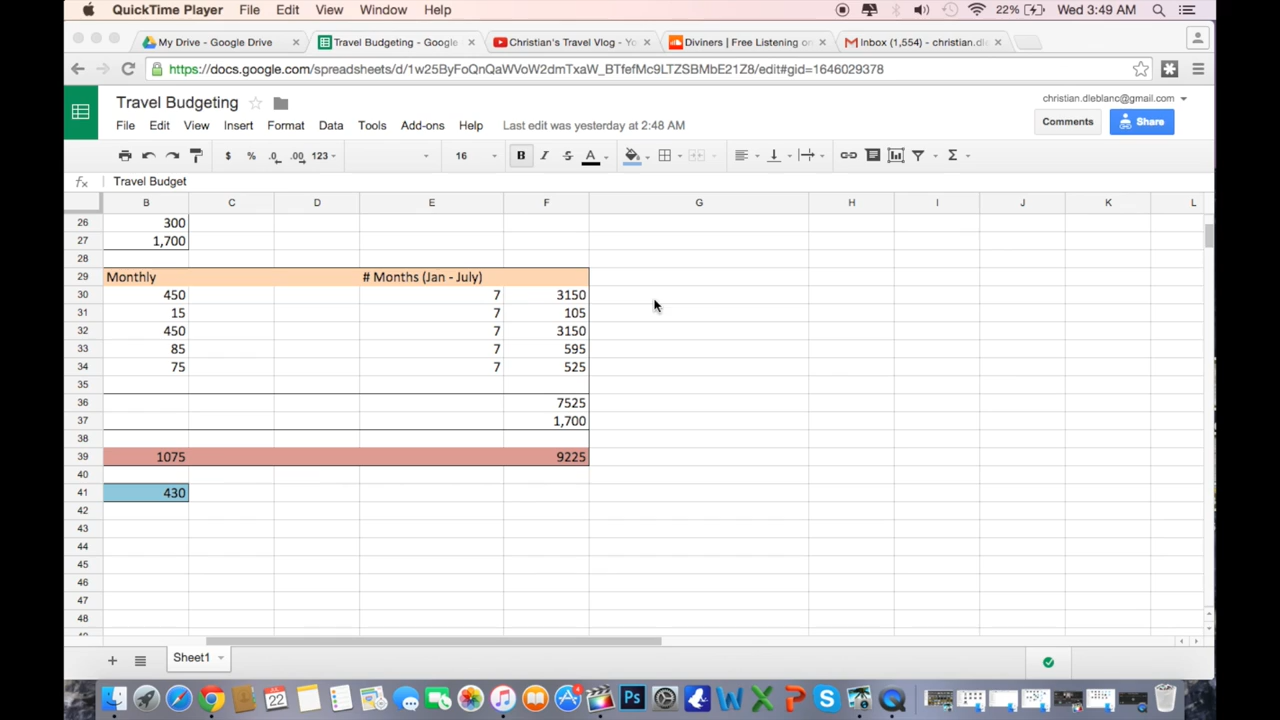 QuickTime Player File Edit View Window Help 22% Wed 3:49 AM
My Drive - Google Drive × Travel Budgeting - Google × Christian's Travel Vlog - Yo × Diviners | Free Listening on × Inbox (1,554) - christian.d ×
https://docs.google.com/spreadsheets/d/1w25ByFoQnQaWVoW2dmTxaW_BTfefMc9LTZSBMbE21Z8/edit#gid=1646029378
Travel Budgeting
christian.dleblanc@gmail.com
File Edit View Insert Format Data Tools Add-ons Help Last edit was yesterday at 2:48 AM
Comments Share
$ % .0 .00 123 16 B I S A Σ
fx Travel Budget
B C D E F G H I J K L
26 300
27 1,700
28
29 Monthly # Months (Jan - July)
30 450 7 3150
31 15 7 105
32 450 7 3150
33 85 7 595
34 75 7 525
35
36 7525
37 1,700
38
39 1075 9225
40
41 430
42
43
44
45
46
47
48
+ Sheet1
22 Ps W X P S